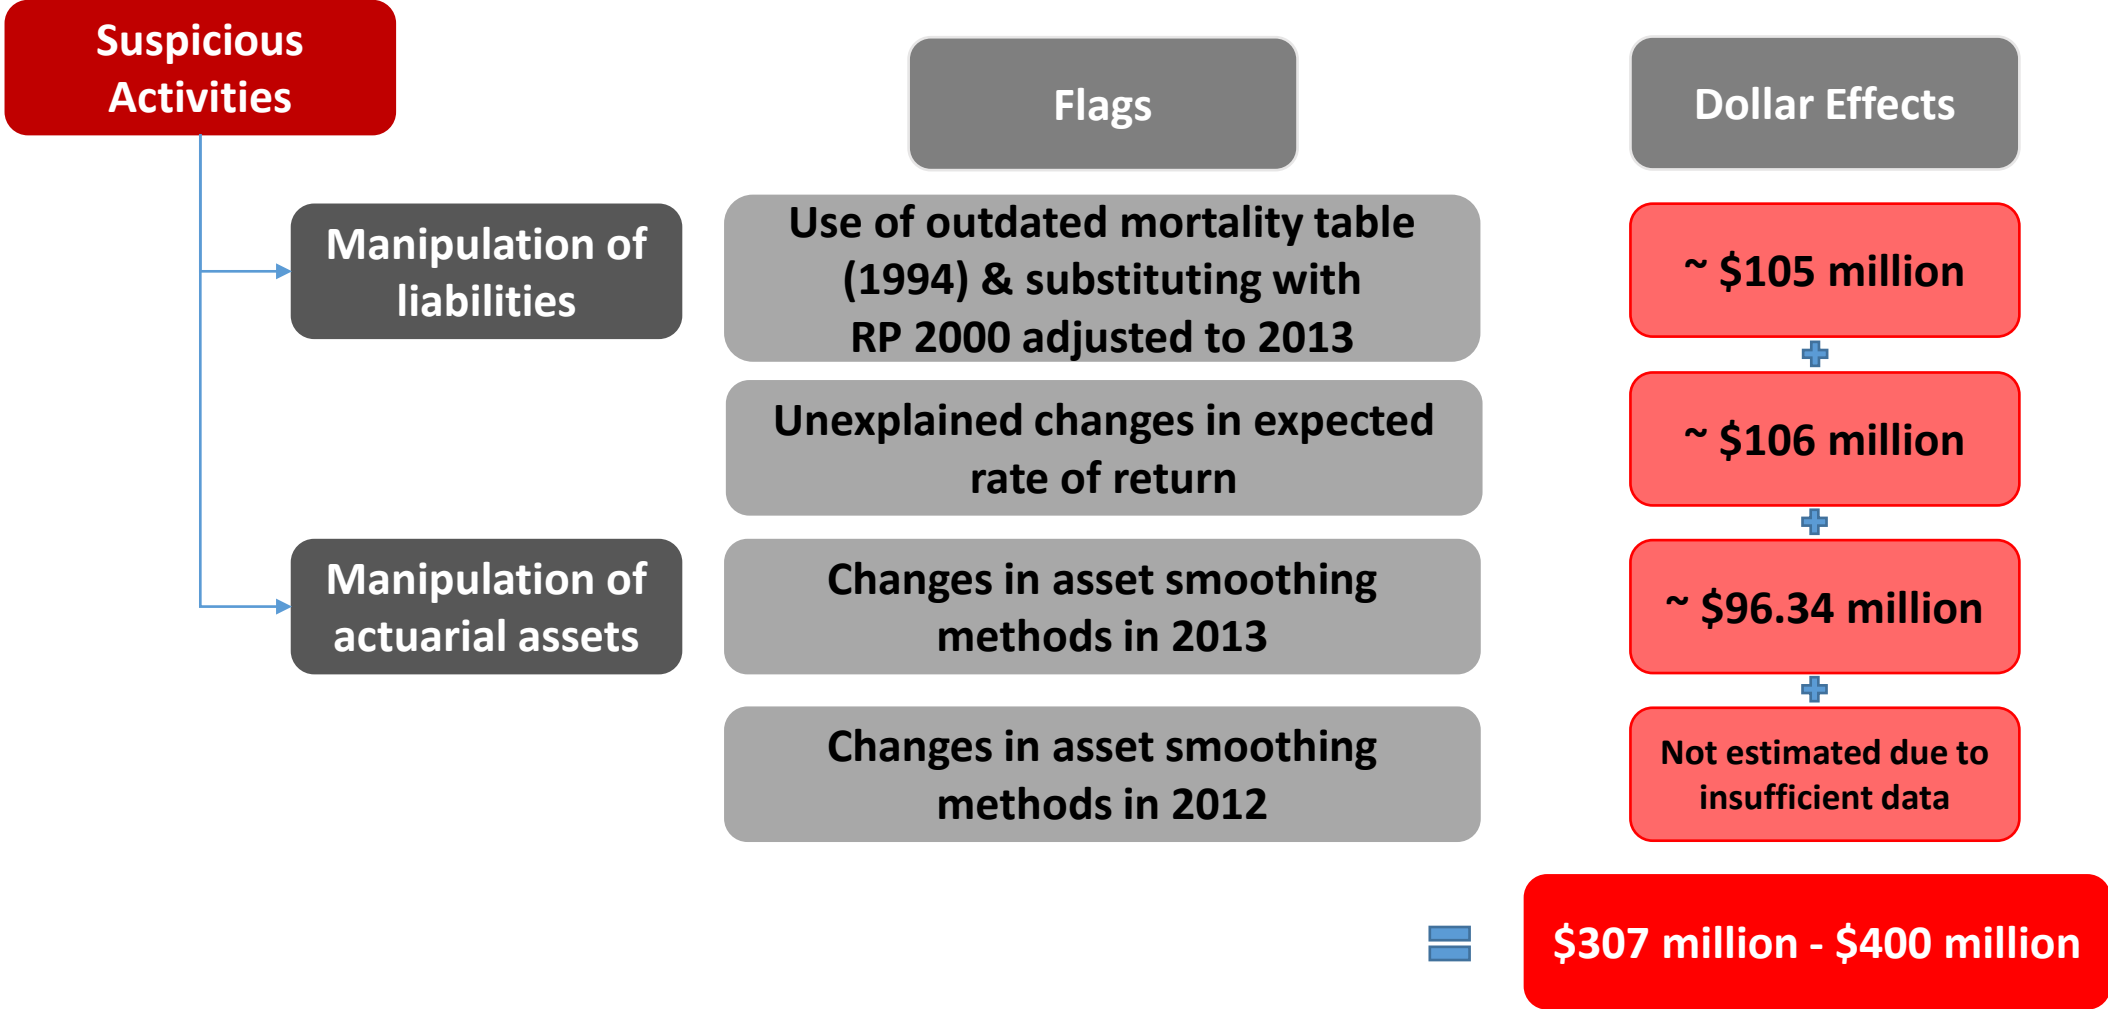 Suspicious
Activities
Flags
Dollar Effects
Manipulation of
liabilities
Use of outdated mortality table
(1994) & substituting with
RP 2000 adjusted to 2013
~ $105 million
Unexplained changes in expected
rate of return
~ $106 million
Manipulation of
actuarial assets
Changes in asset smoothing
methods in 2013
~ $96.34 million
Changes in asset smoothing
methods in 2012
Not estimated due to
insufficient data
$307 million - $400 million